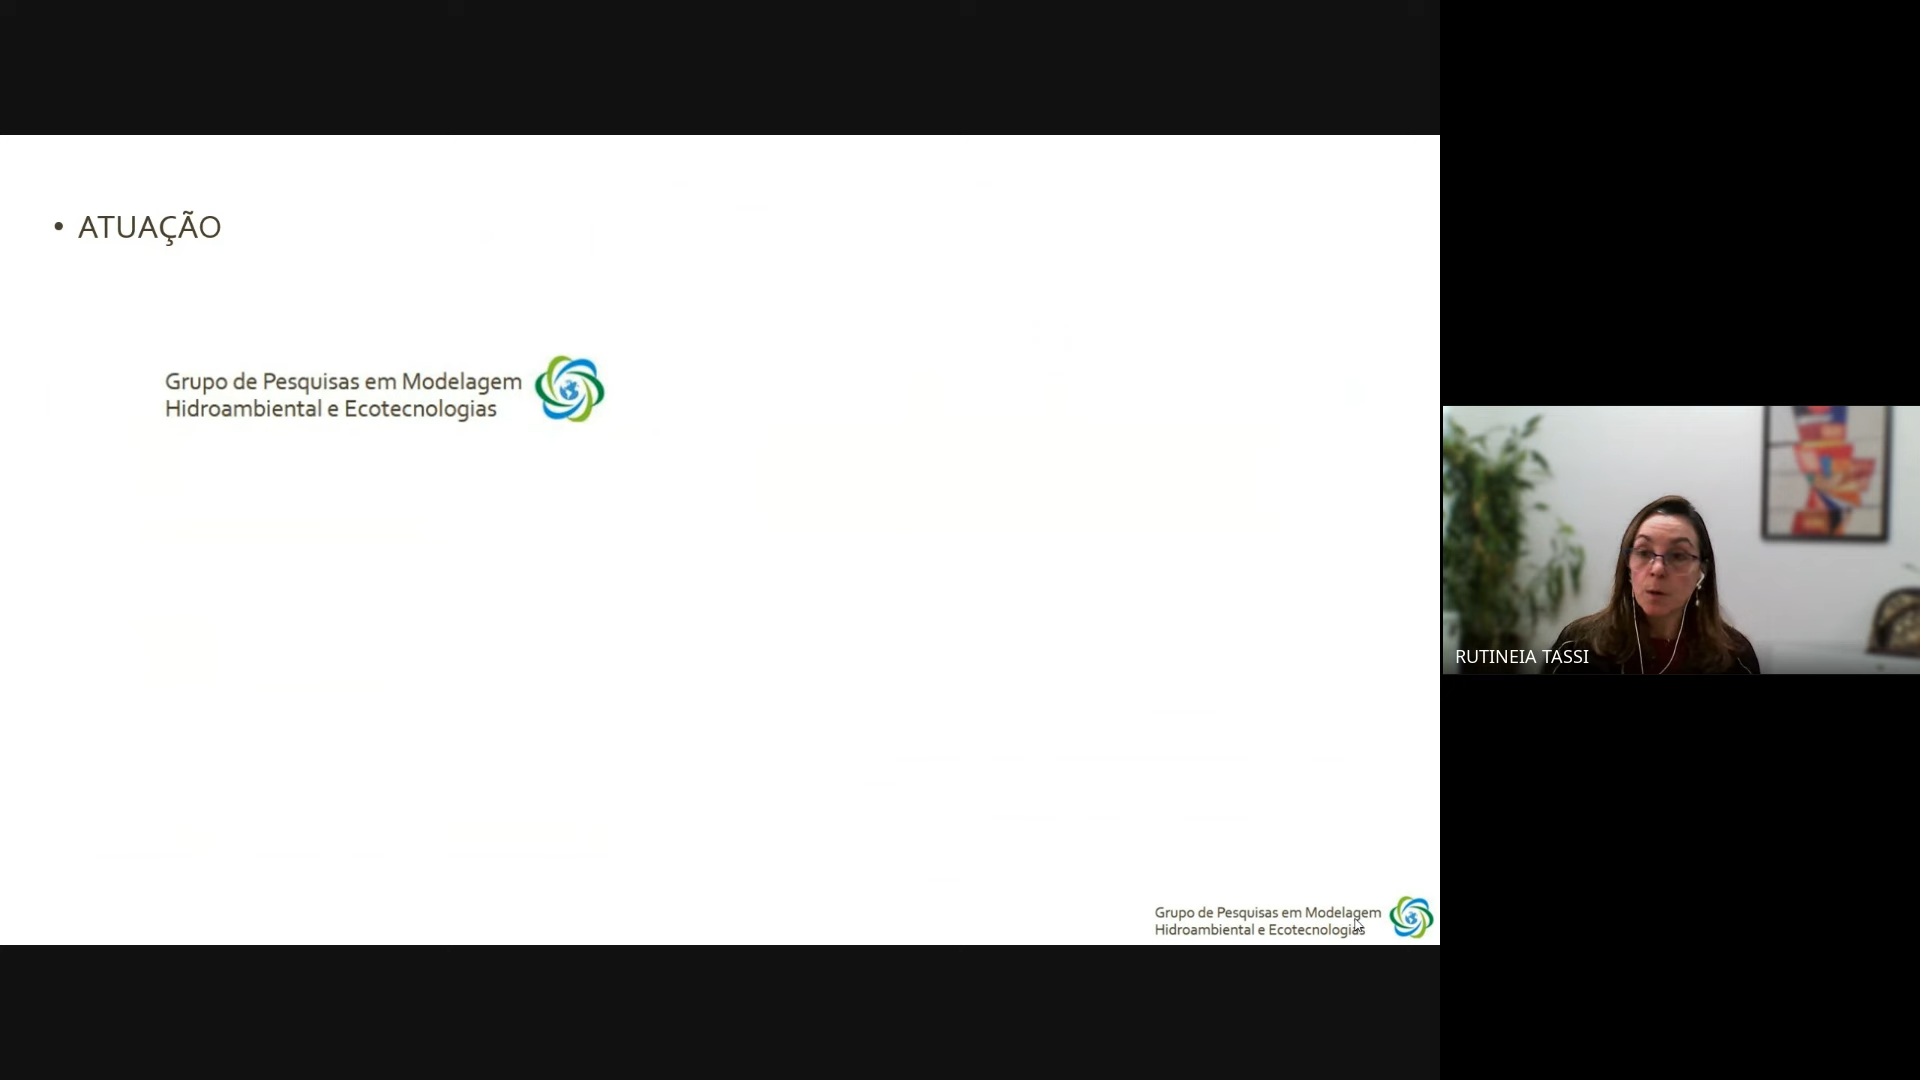 • ATUAÇÃO
Grupo de Pesquisas em Modelagem
Hidroambiental e Ecotecnologias
RUTINEIA TASSI
Grupo de Pesquisas em Modelagem
Hidroambiental e Ecotecnologias